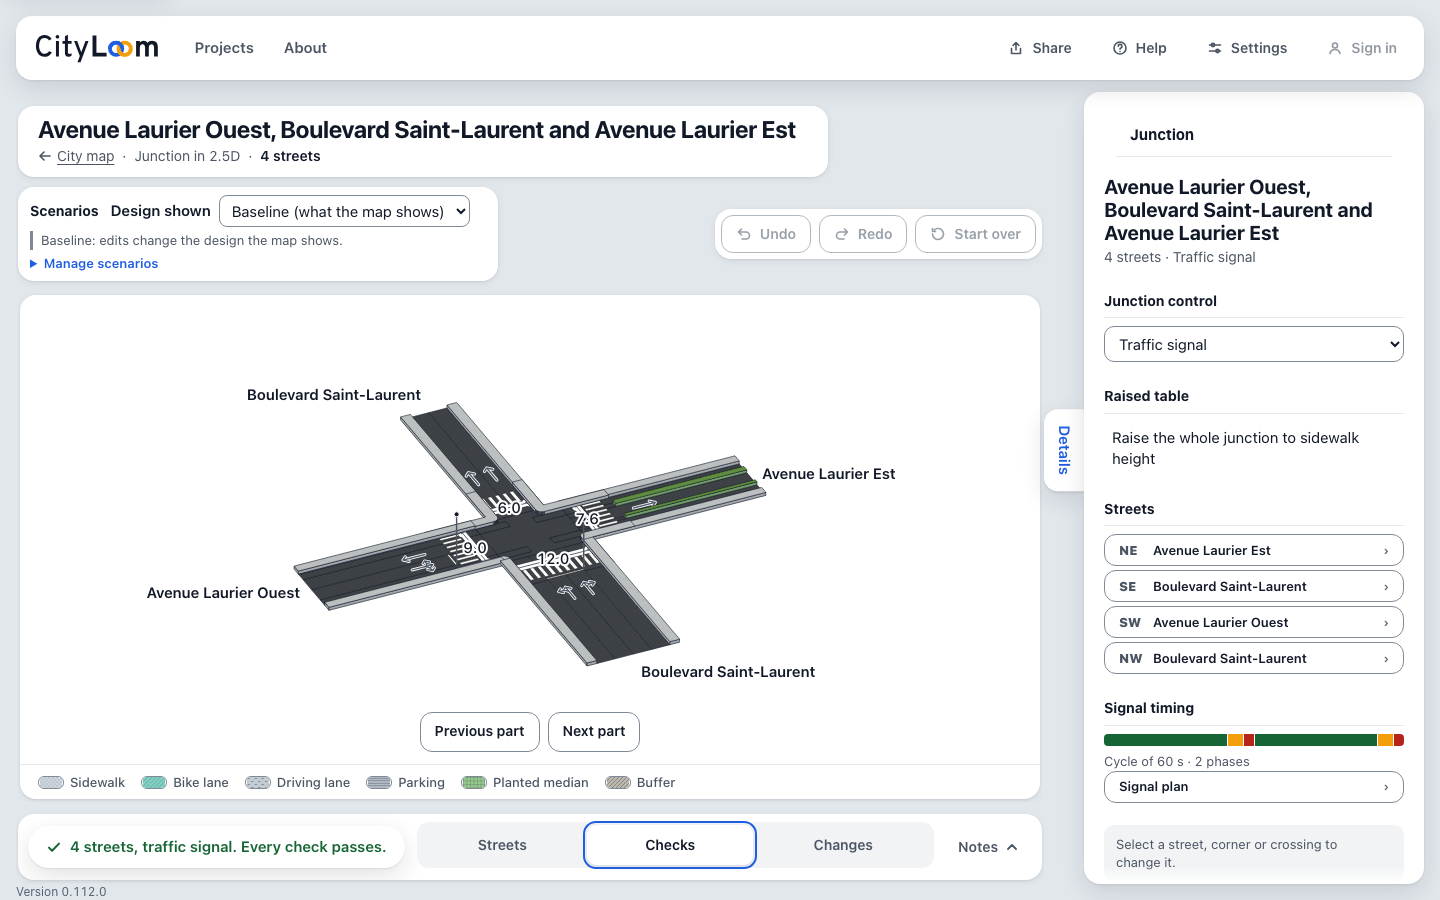 CityLoom
Projects
About
Share
Help
Settings
Sign in
Avenue Laurier Ouest, Boulevard Saint-Laurent and Avenue Laurier Est
City map · Junction in 2.5D · 4 streets
Scenarios
Design shown
Baseline (what the map shows)
Baseline: edits change the design the map shows.
Manage scenarios
Undo
Redo
Start over
Boulevard Saint-Laurent
Avenue Laurier Est
6.0
7.6
9.0
12.0
Avenue Laurier Ouest
Boulevard Saint-Laurent
Previous part
Next part
Sidewalk
Bike lane
Driving lane
Parking
Planted median
Buffer
4 streets, traffic signal. Every check passes.
Streets
Checks
Changes
Notes
Version 0.112.0
Details
Junction
Avenue Laurier Ouest,
Boulevard Saint-Laurent and
Avenue Laurier Est
4 streets · Traffic signal
Junction control
Traffic signal
Raised table
Raise the whole junction to sidewalk
height
Streets
NE Avenue Laurier Est
SE Boulevard Saint-Laurent
SW Avenue Laurier Ouest
NW Boulevard Saint-Laurent
Signal timing
Cycle of 60 s · 2 phases
Signal plan
Select a street, corner or crossing to
change it.